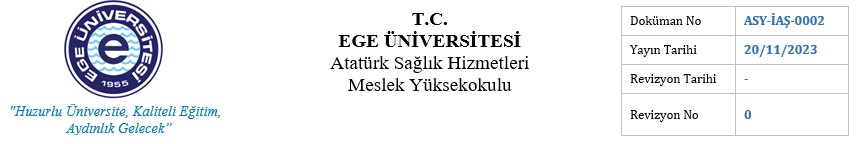 EGE ÜNİVERSİTESİ
e
1955
"Huzurlu Üniversite, Kaliteli Eğitim,
Aydınlık Gelecek"
T.C.
EGE ÜNİVERSİTESİ
Atatürk Sağlık Hizmetleri
Meslek Yüksekokulu
Doküman No ASY-İAŞ-0002
Yayın Tarihi 20/11/2023
Revizyon Tarihi -
Revizyon No 0